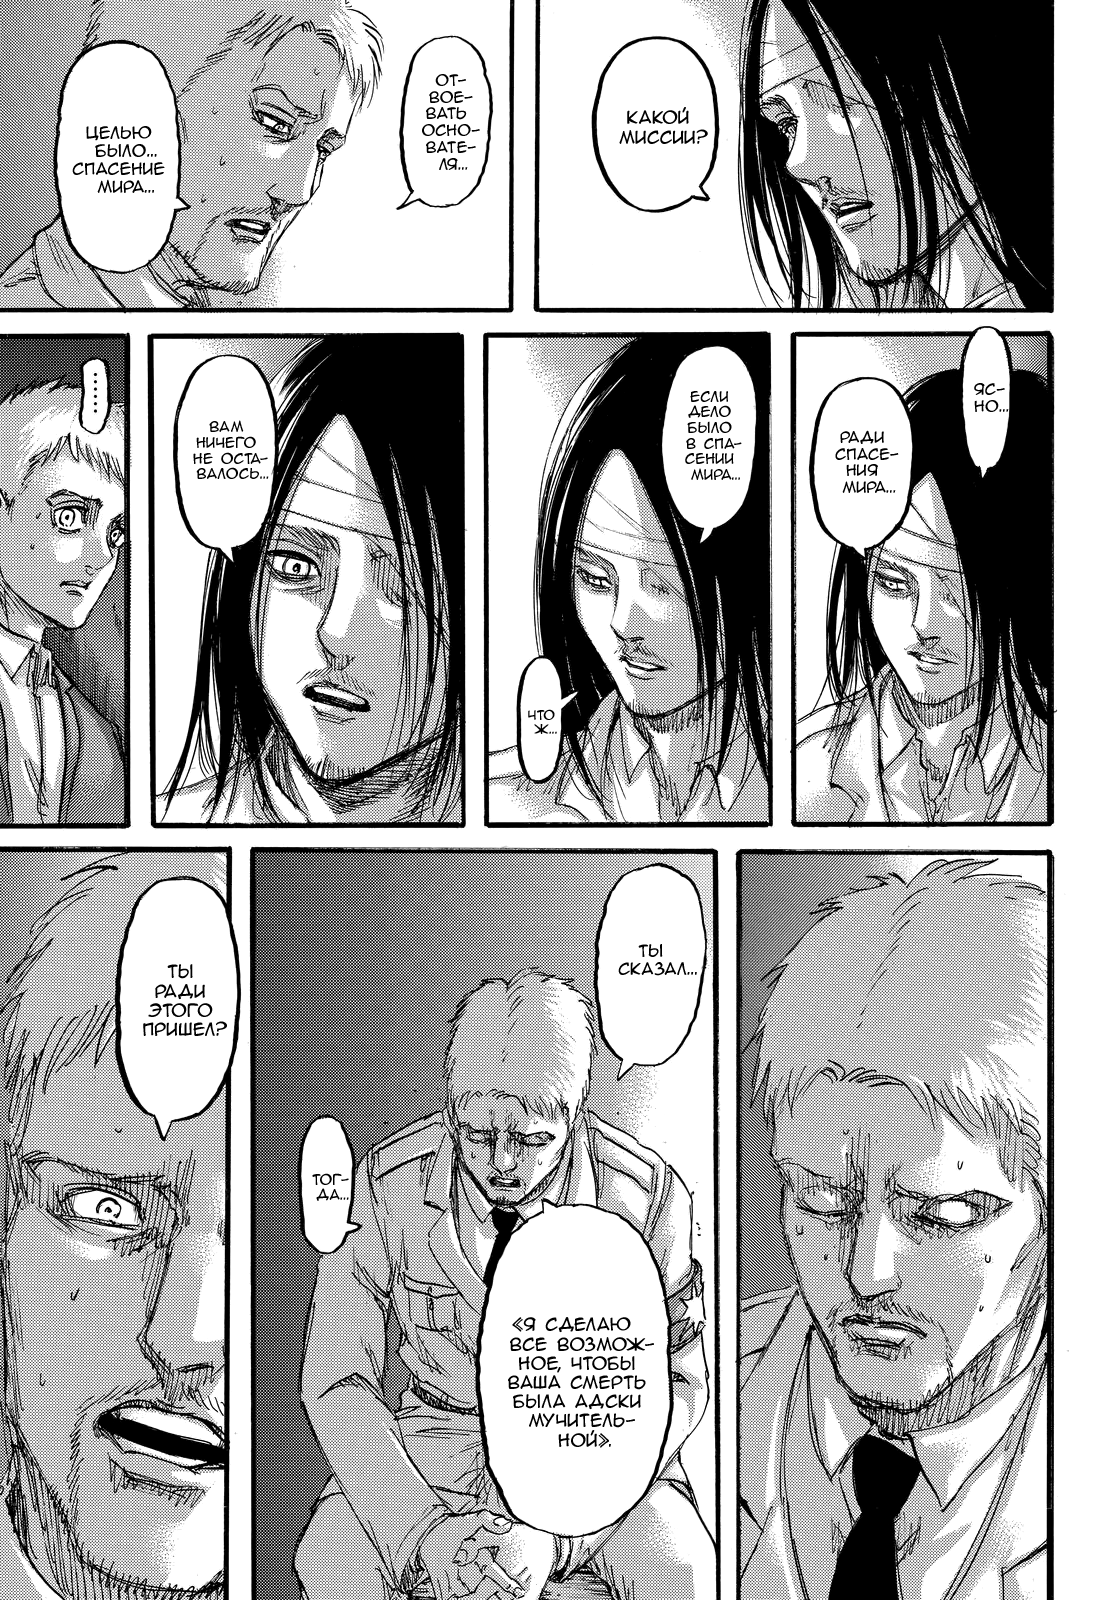 КАКОЙ
МИССИИ?
ОТ-
ВОЕ-
ВАТЬ
ОСНО-
ВАТЕ-
ЛЯ...
ЦЕЛЬЮ
БЫЛО...
СПАСЕНИЕ
МИРА...
ЯС-
НО...
РАДИ
СПАСЕ-
НИЯ
МИРА...
ЕСЛИ
ДЕЛО
БЫЛО
В СПА-
СЕНИИ
МИРА...
ЧТО
Ж...
ВАМ
НИЧЕГО
НЕ ОСТА-
ВАЛОСЬ...
........
ТЫ
СКАЗАЛ...
«Я СДЕЛАЮ
ВСЕ ВОЗМОЖ-
НОЕ, ЧТОБЫ
ВАША СМЕРТЬ
БЫЛА АДСКИ
МУЧИТЕЛЬ-
НОЙ».
ТОГ-
ДА...
ТЫ
РАДИ
ЭТОГО
ПРИШЕЛ?